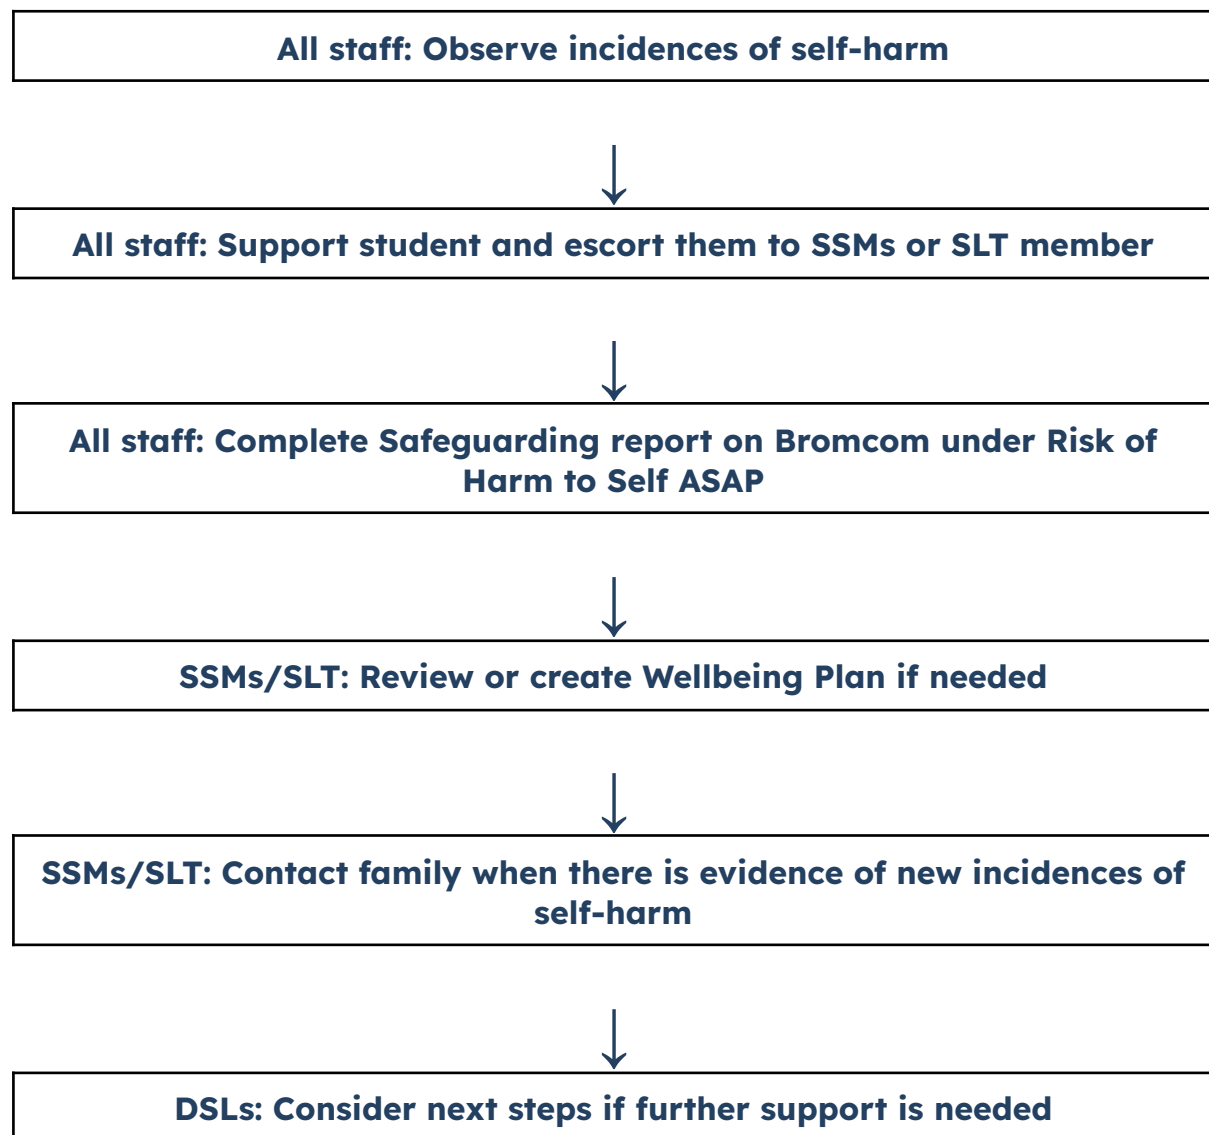 All staff: Observe incidences of self-harm
All staff: Support student and escort them to SSMs or SLT member
All staff: Complete Safeguarding report on Bromcom under Risk of
Harm to Self ASAP
SSMs/SLT: Review or create Wellbeing Plan if needed
SSMs/SLT: Contact family when there is evidence of new incidences of
self-harm
DSLs: Consider next steps if further support is needed